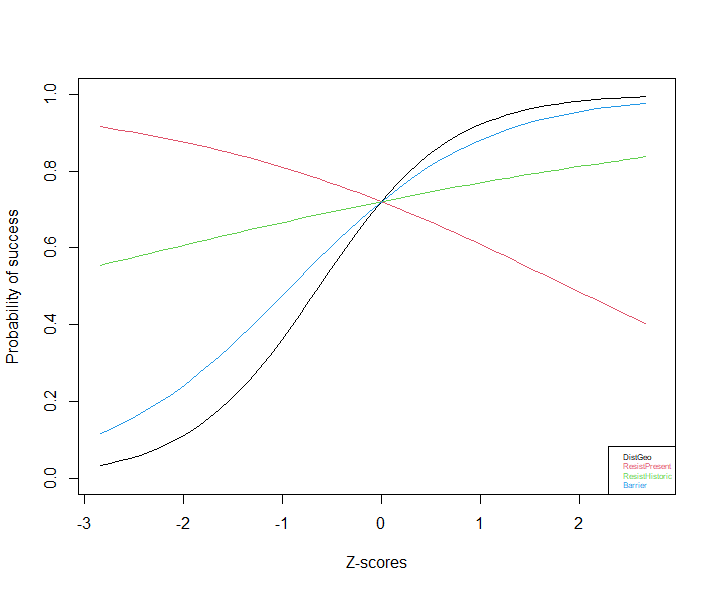 Probability of success
1.0
0.8
0.6
0.4
0.2
0.0
DistGeo
ResistPresent
ResistHistoric
Barrier
-3 -2 -1 0 1 2
Z-scores